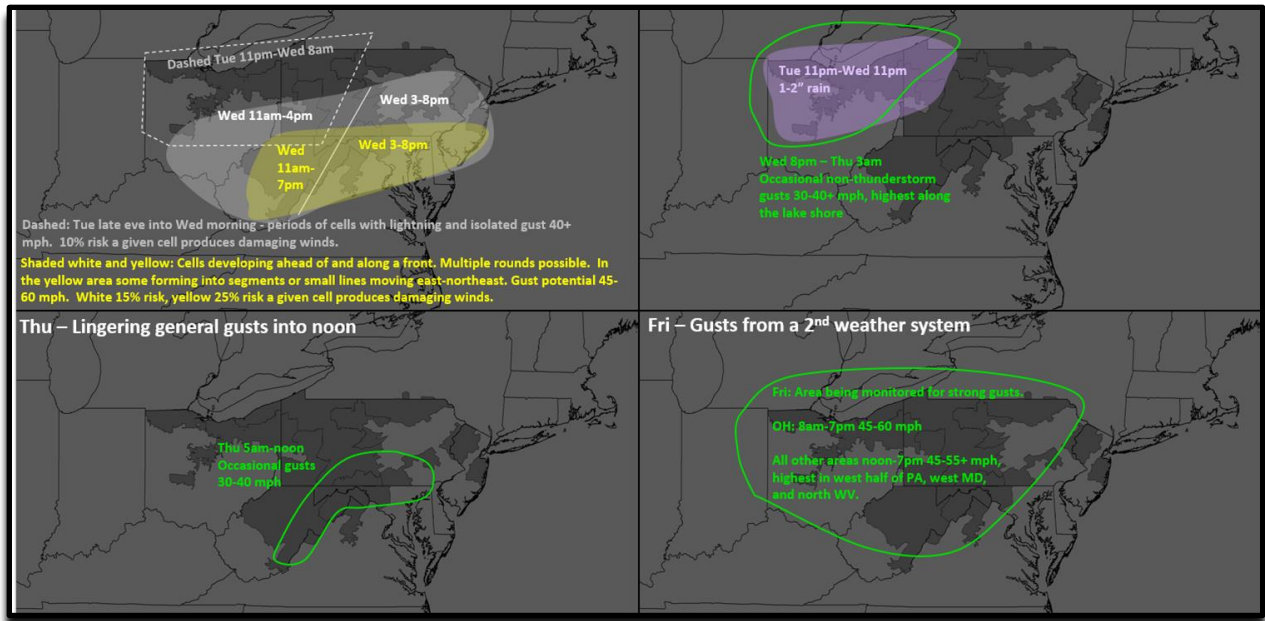 Dashed Tue 11pm-Wed 8am
Wed 3-8pm
Wed 11am-4pm
Wed 3-8pm
Wed
11am-
7pm
Dashed: Tue late eve into Wed morning - periods of cells with lightning and isolated gust 40+
mph.  10% risk a given cell produces damaging winds.
Shaded white and yellow: Cells developing ahead of and along a front. Multiple rounds possible.  In
the yellow area some forming into segments or small lines moving east-northeast. Gust potential 45-
60 mph.  White 15% risk, yellow 25% risk a given cell produces damaging winds.
Tue 11pm-Wed 11pm
1-2” rain
Wed 8pm – Thu 3am
Occasional non-thunderstorm
gusts 30-40+ mph, highest along
the lake shore
Thu – Lingering general gusts into noon
Thu 5am-noon
Occasional gusts
30-40 mph
Fri – Gusts from a 2nd weather system
Fri: Area being monitored for strong gusts.
OH: 8am-7pm 45-60 mph
All other areas noon-7pm 45-55+ mph,
highest in west half of PA, west MD,
and north WV.